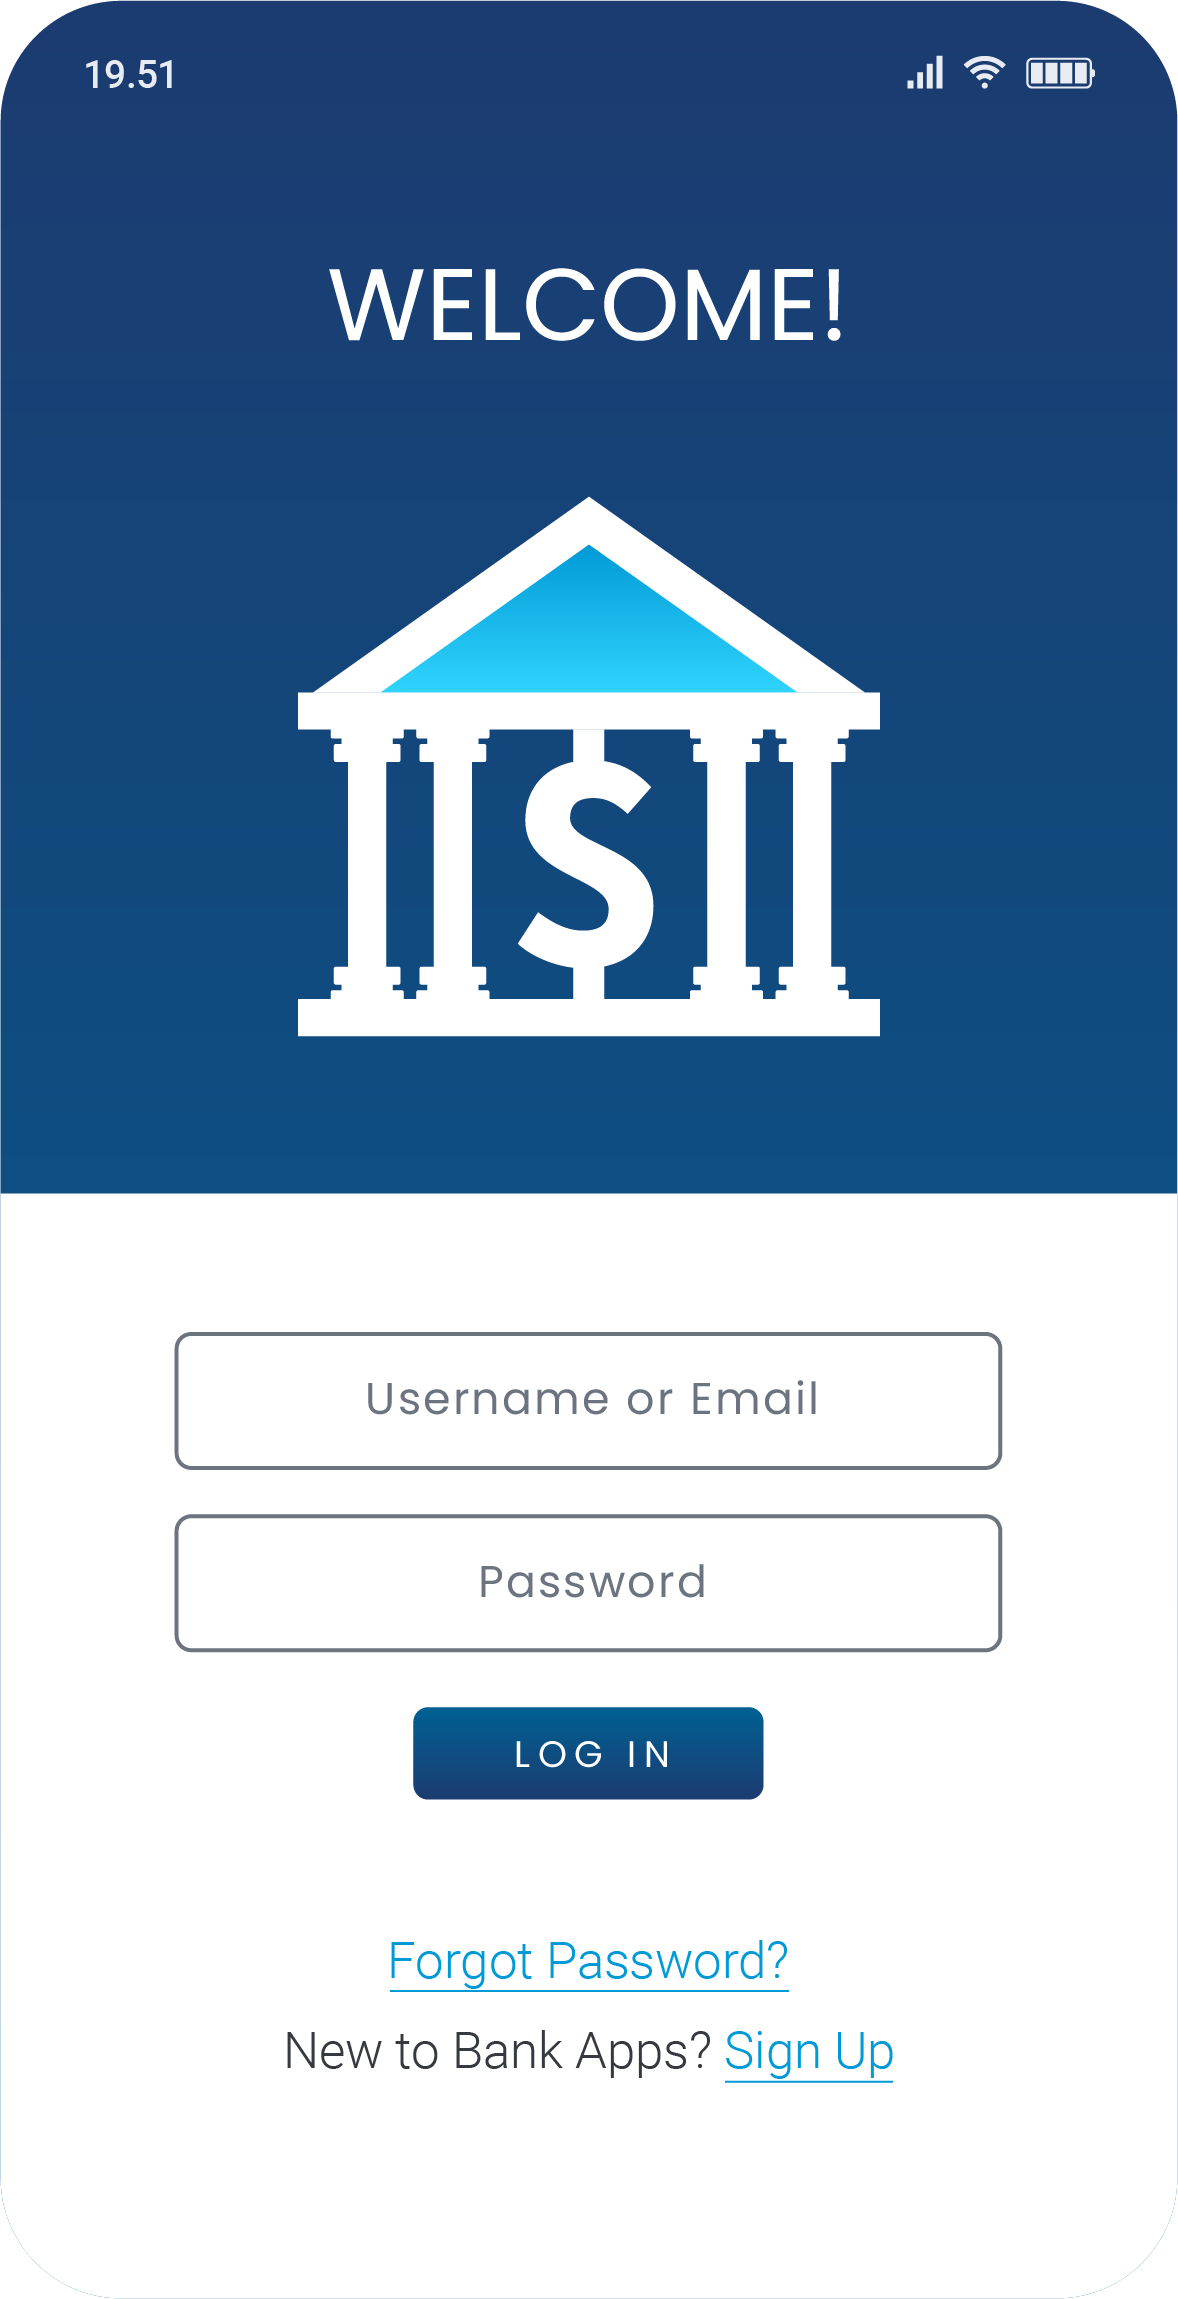 19.51
WELCOME!
$
Username or Email
Password
LOG IN
Forgot Password?
New to Bank Apps? Sign Up